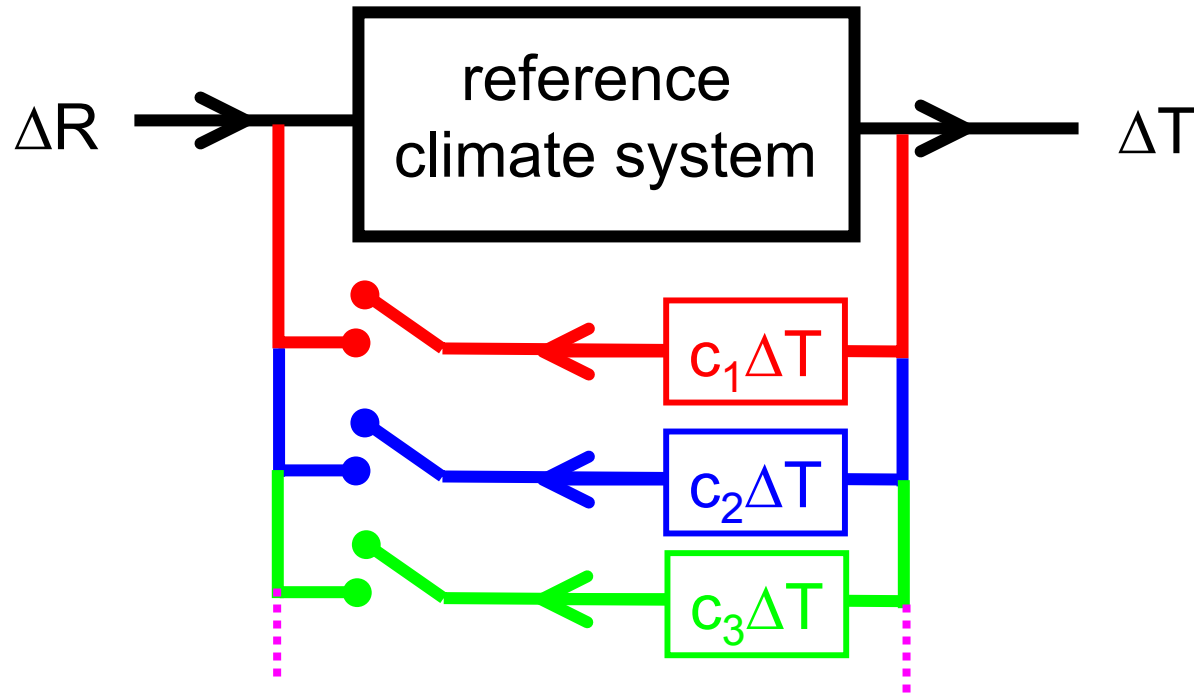 ΔR
reference
climate system
ΔT
c₁ΔT
c₂ΔT
c₃ΔT